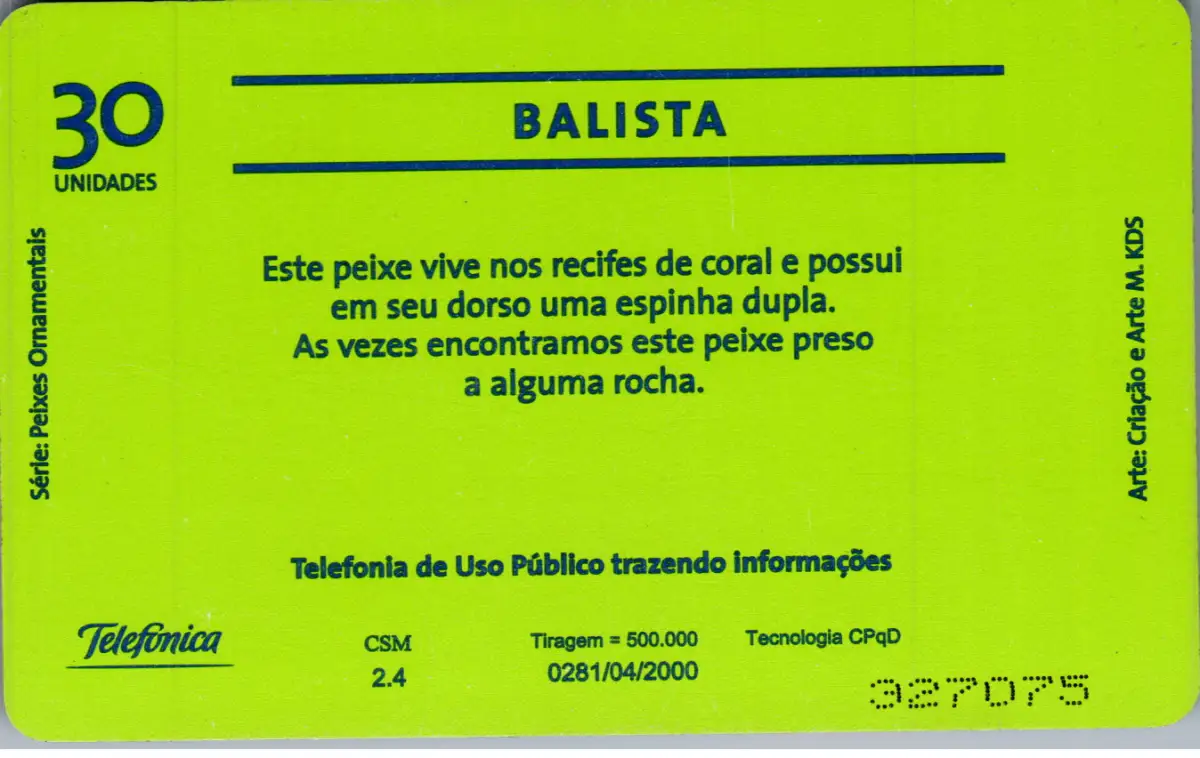 30
UNIDADES
BALISTA
Série: Peixes Ornamentais
Este peixe vive nos recifes de coral e possui
em seu dorso uma espinha dupla.
As vezes encontramos este peixe preso
a alguma rocha.
Arte: Criação e Arte M. KDS
Telefonia de Uso Público trazendo informações
Telefónica
CSM
2.4
Tiragem = 500.000
0281/04/2000
Tecnologia CPqD
327075